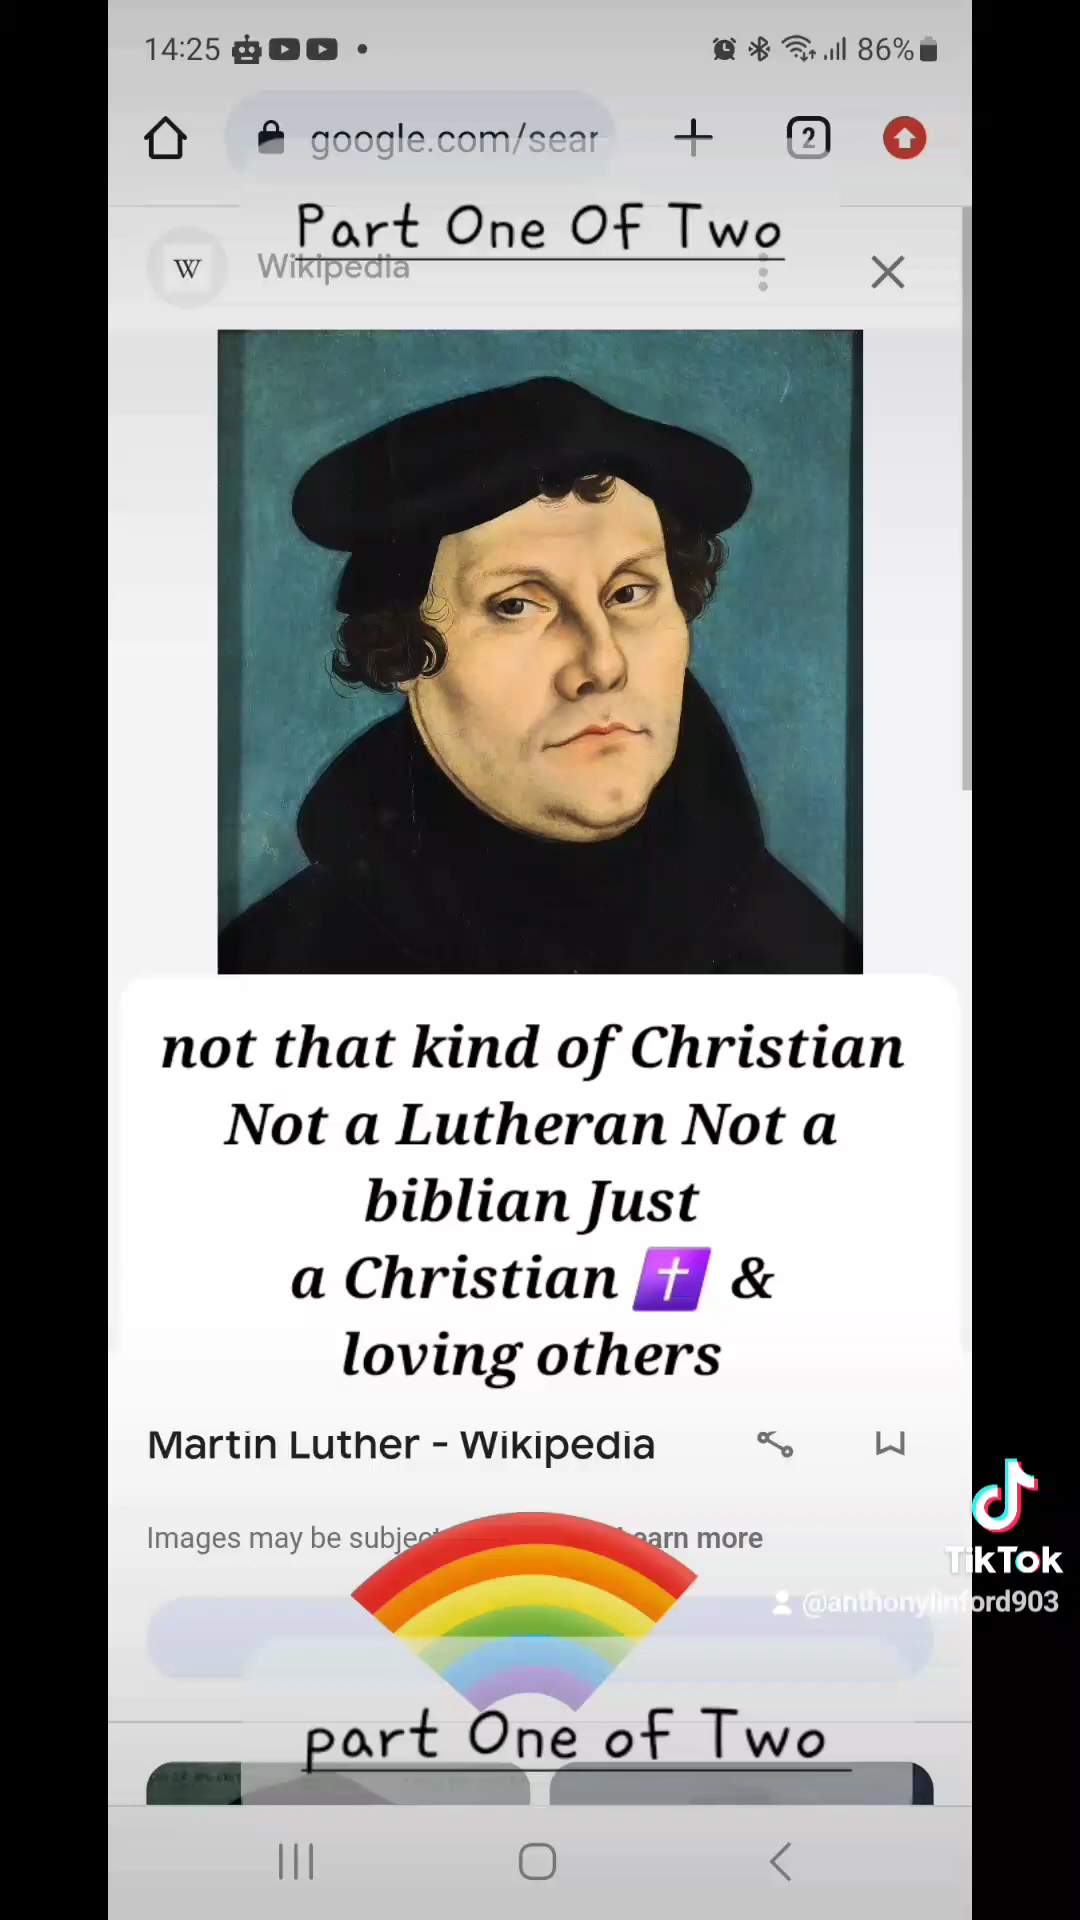 14:25
86%
google.com/sear
2
Part One Of Two
W
Wikipedia
not that kind of Christian
Not a Lutheran Not a
biblian Just
a Christian ✝️ &
loving others
Martin Luther - Wikipedia
Images may be subjec
earn more
TikTok
@anthonylinford903
part One of Two